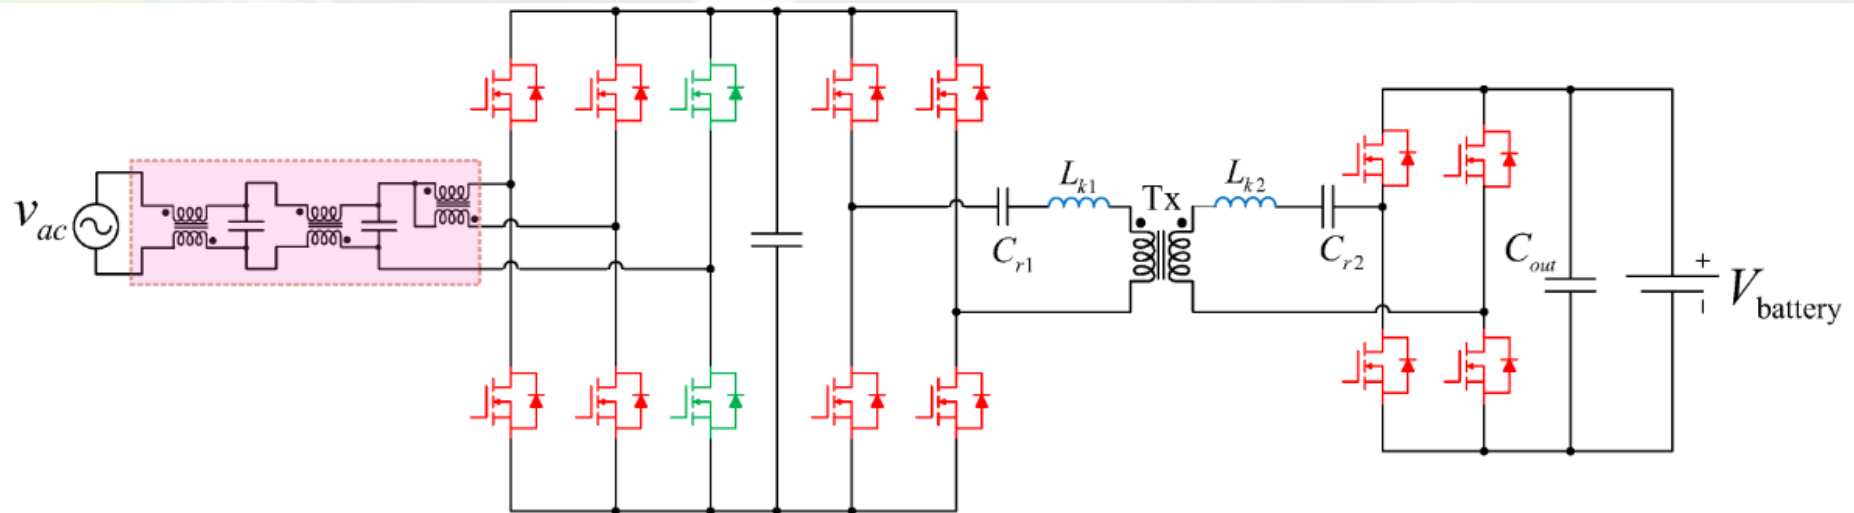 v_ac
C_r1
L_k1
Tx
L_k2
C_r2
C_out
+
V_battery